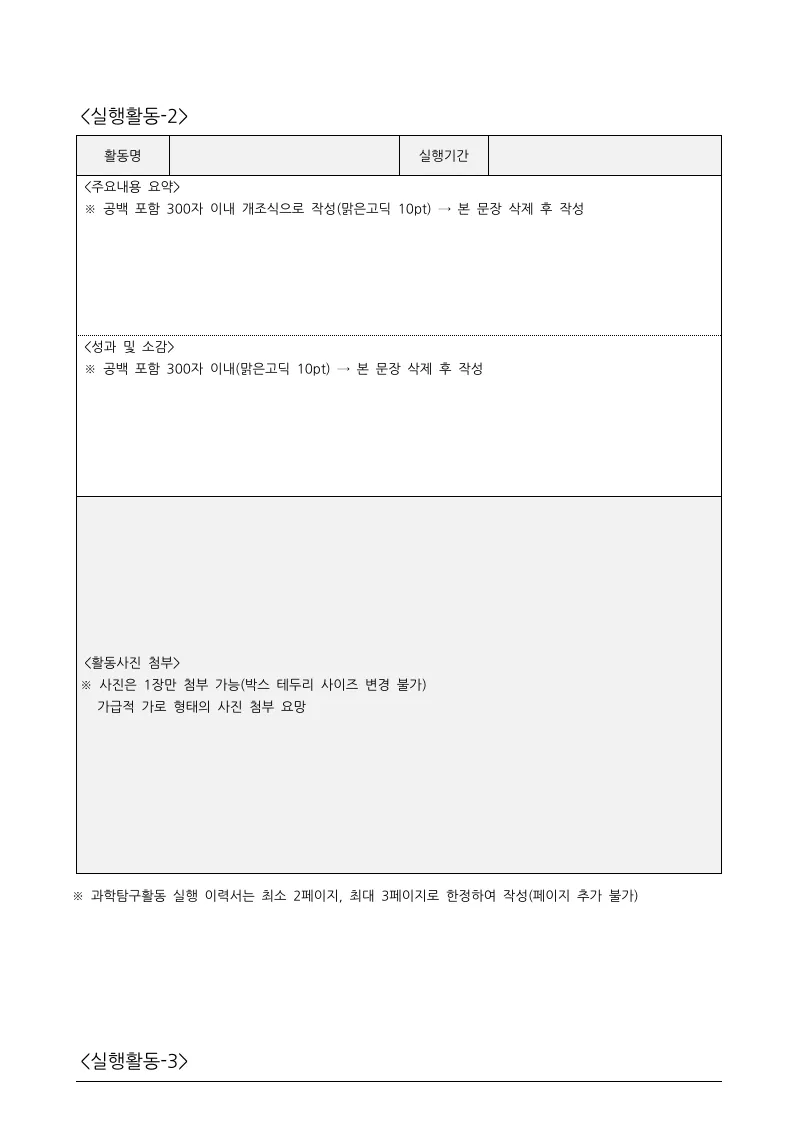 <실행활동-2>
활동명 실행기간
<주요내용 요약>
※ 공백 포함 300자 이내 개조식으로 작성(맑은고딕 10pt) → 본 문장 삭제 후 작성
<성과 및 소감>
※ 공백 포함 300자 이내(맑은고딕 10pt) → 본 문장 삭제 후 작성
<활동사진 첨부>
※ 사진은 1장만 첨부 가능(박스 테두리 사이즈 변경 불가)
가급적 가로 형태의 사진 첨부 요망
※ 과학탐구활동 실행 이력서는 최소 2페이지, 최대 3페이지로 한정하여 작성(페이지 추가 불가)
<실행활동-3>